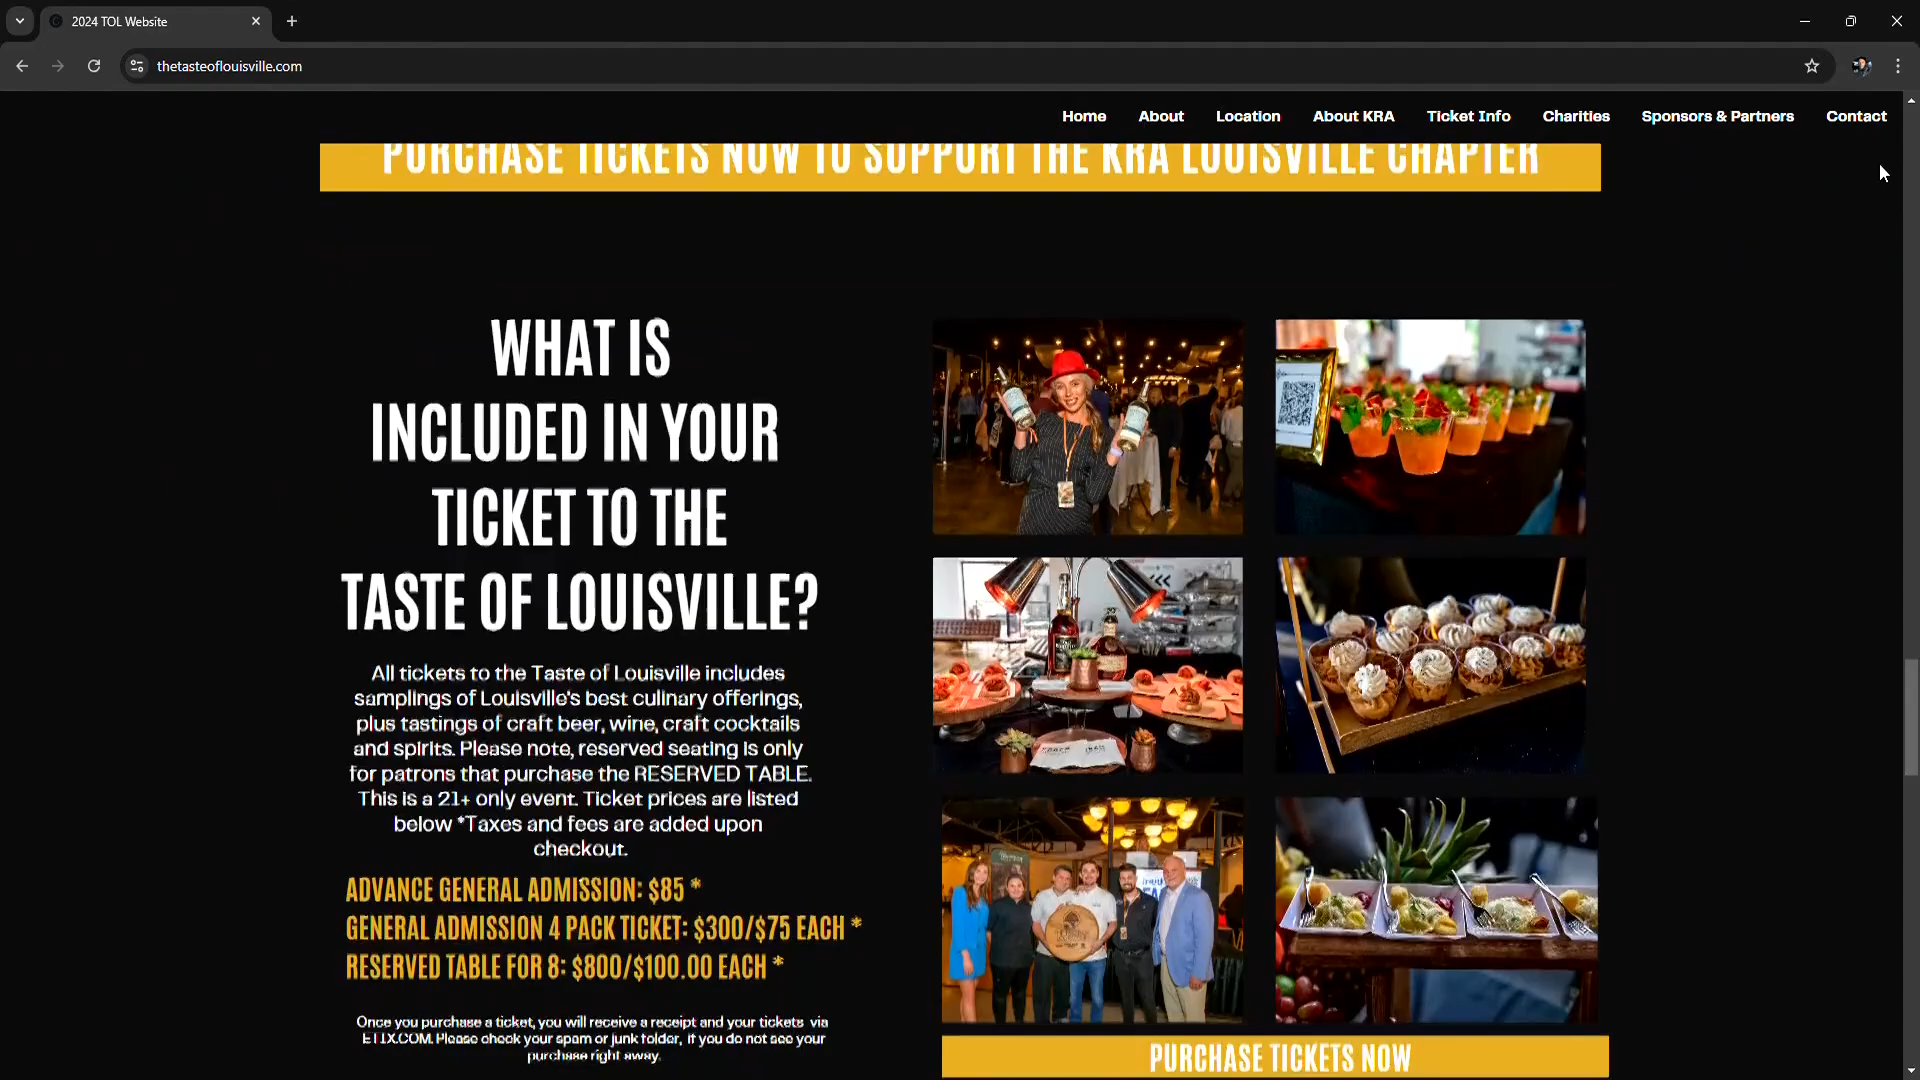 2024 TOL Website
thetasteoflouisville.com
Home About Location About KRA Ticket Info Charities Sponsors & Partners Contact
PURCHASE TICKETS NOW TO SUPPORT THE KRA LOUISVILLE CHAPTER
WHAT IS
INCLUDED IN YOUR
TICKET TO THE
TASTE OF LOUISVILLE?
All tickets to the Taste of Louisville includes
samplings of Louisville's best culinary offerings,
plus tastings of craft beer, wine, craft cocktails
and spirits. Please note, reserved seating is only
for patrons that purchase the RESERVED TABLE.
This is a 21+ only event. Ticket prices are listed
below *Taxes and fees are added upon
checkout.
ADVANCE GENERAL ADMISSION: $85 *
GENERAL ADMISSION 4 PACK TICKET: $300/$75 EACH *
RESERVED TABLE FOR 8: $800/$100.00 EACH *
Once you purchase a ticket, you will receive a receipt and your tickets via
ETIX.COM. Please check your spam or junk folder, if you do not see your
purchase right away.
PURCHASE TICKETS NOW